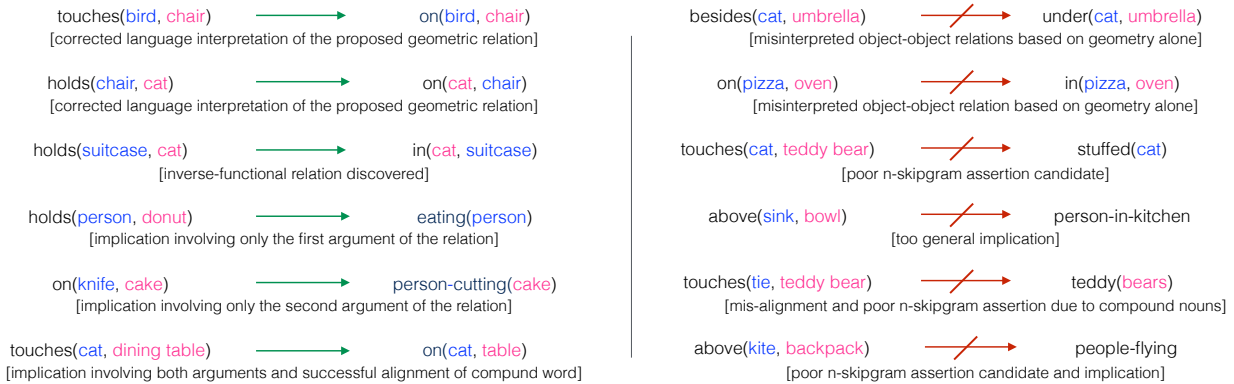 touches(bird, chair) on(bird, chair)
[corrected language interpretation of the proposed geometric relation]
holds(chair, cat) on(cat, chair)
[corrected language interpretation of the proposed geometric relation]
holds(suitcase, cat) in(cat, suitcase)
[inverse-functional relation discovered]
holds(person, donut) eating(person)
[implication involving only the first argument of the relation]
on(knife, cake) person-cutting(cake)
[implication involving only the second argument of the relation]
touches(cat, dining table) on(cat, table)
[implication involving both arguments and successful alignment of compund word]
besides(cat, umbrella) under(cat, umbrella)
[misinterpreted object-object relations based on geometry alone]
on(pizza, oven) in(pizza, oven)
[misinterpreted object-object relation based on geometry alone]
touches(cat, teddy bear) stuffed(cat)
[poor n-skipgram assertion candidate]
above(sink, bowl) person-in-kitchen
[too general implication]
touches(tie, teddy bear) teddy(bears)
[mis-alignment and poor n-skipgram assertion due to compound nouns]
above(kite, backpack) people-flying
[poor n-skipgram assertion candidate and implication]